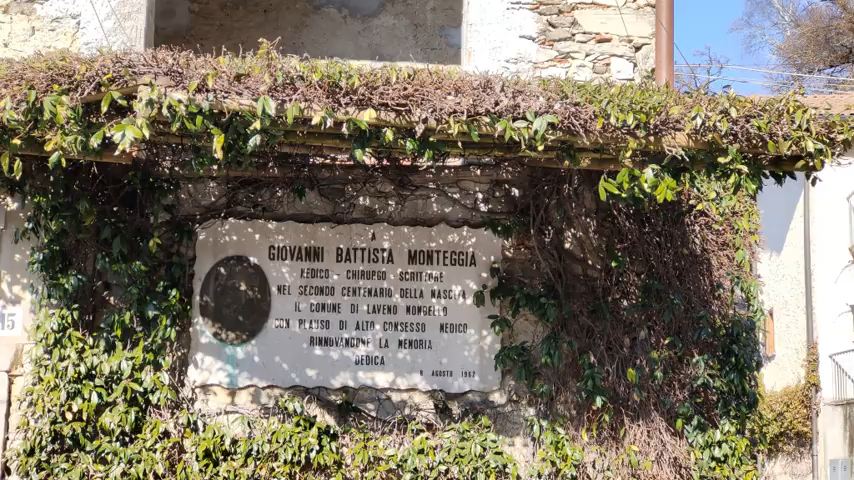 A
GIOVANNI BATTISTA MONTEGGIA
MEDICO - CHIRURGO - SCRITTORE
NEL SECONDO CENTENARIO DELLA NASCITA
IL COMUNE DI LAVENO MOMBELLO
CON PLAUSO DI ALTO CONSESSO MEDICO
RINNOVANDONE LA MEMORIA
DEDICA
8 AGOSTO 1962
15